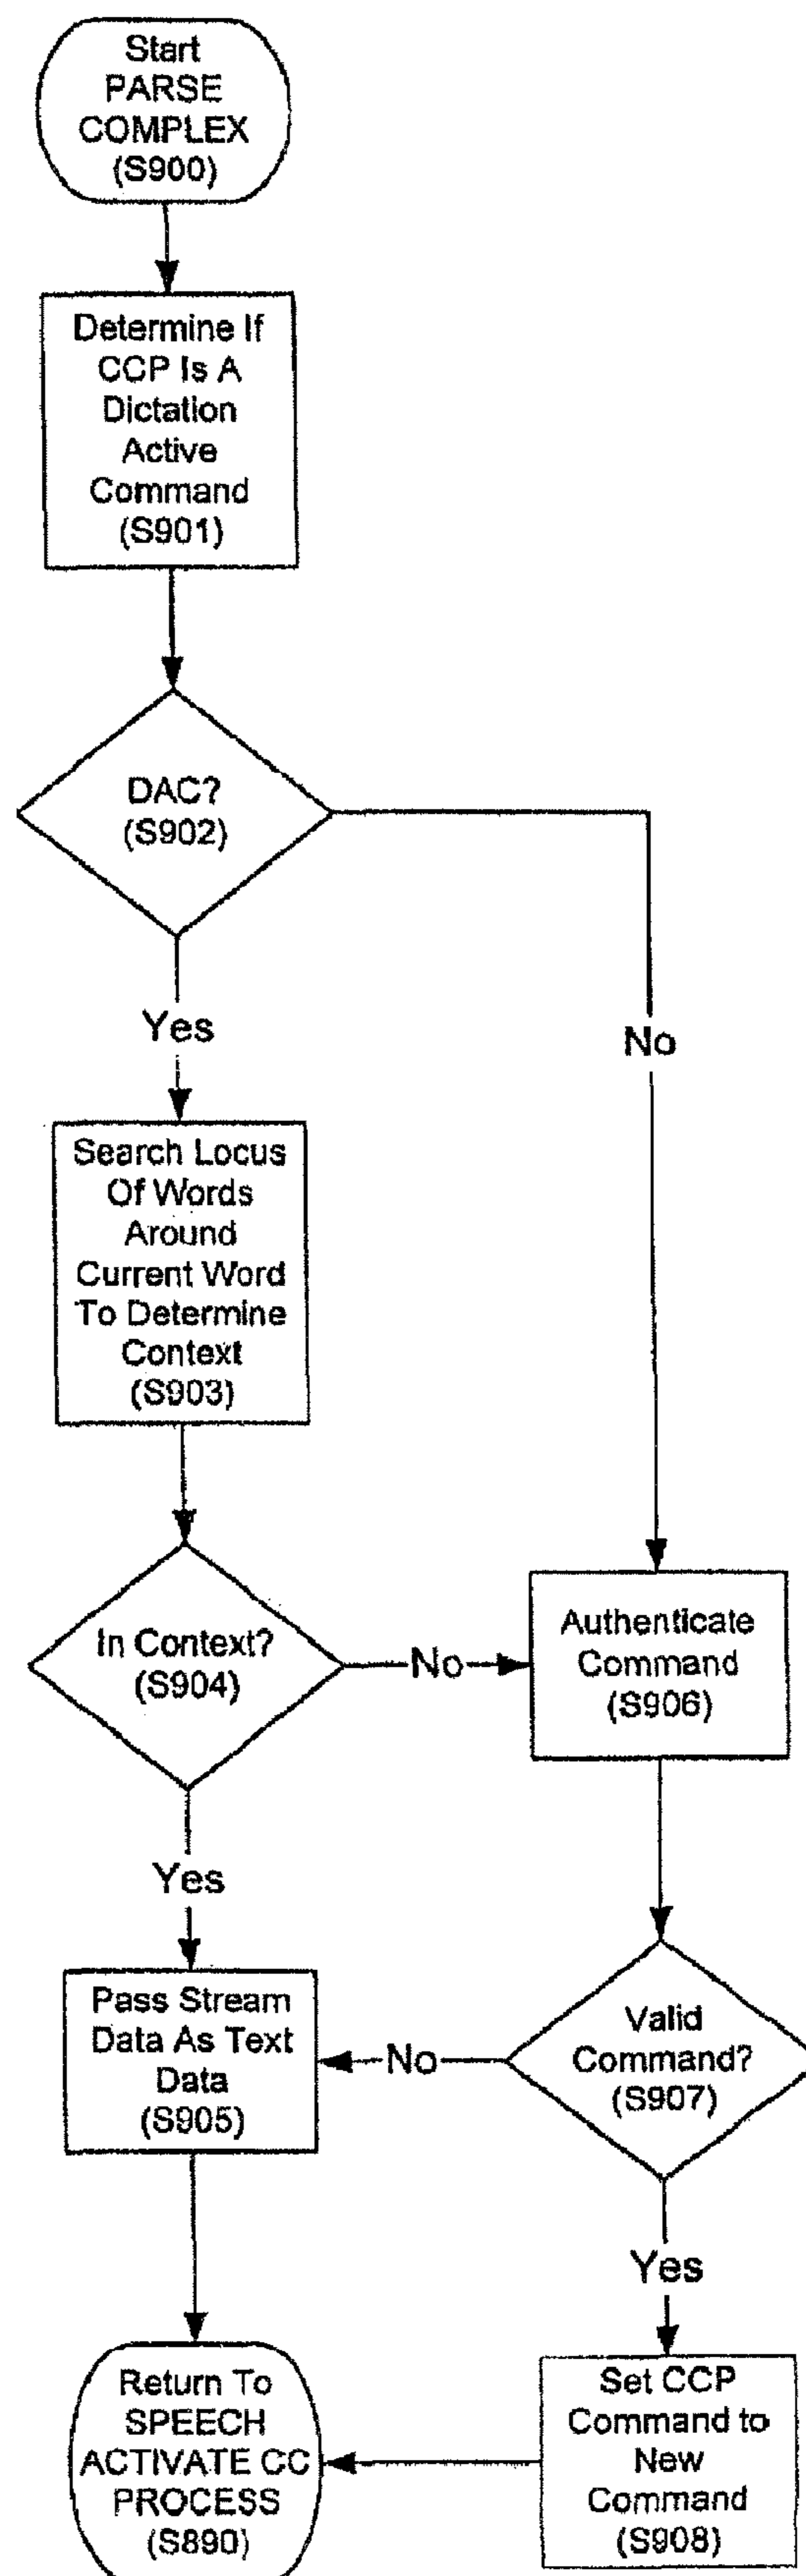 Start
PARSE
COMPLEX
(S900)
Determine If
CCP Is A
Dictation
Active
Command
(S901)
DAC?
(S902)
Yes
No
Search Locus
Of Words
Around
Current Word
To Determine
Context
(S903)
In Context?
(S904)
No
Authenticate
Command
(S906)
Yes
Pass Stream
Data As Text
Data
(S905)
No
Valid
Command?
(S907)
Yes
Return To
SPEECH
ACTIVATE CC
PROCESS
(S890)
Set CCP
Command to
New
Command
(S908)